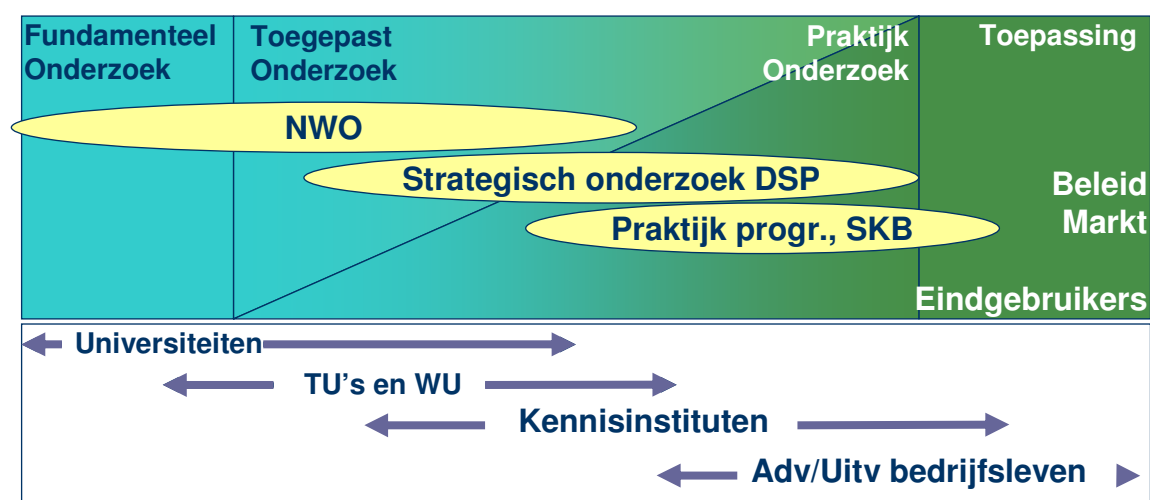 Fundamenteel
Onderzoek
Toegepast
Onderzoek
Praktijk
Onderzoek
Toepassing
NWO
Strategisch onderzoek DSP
Praktijk progr., SKB
Beleid
Markt
Eindgebruikers
Universiteiten
TU's en WU
Kennisinstituten
Adv/Uitv bedrijfsleven